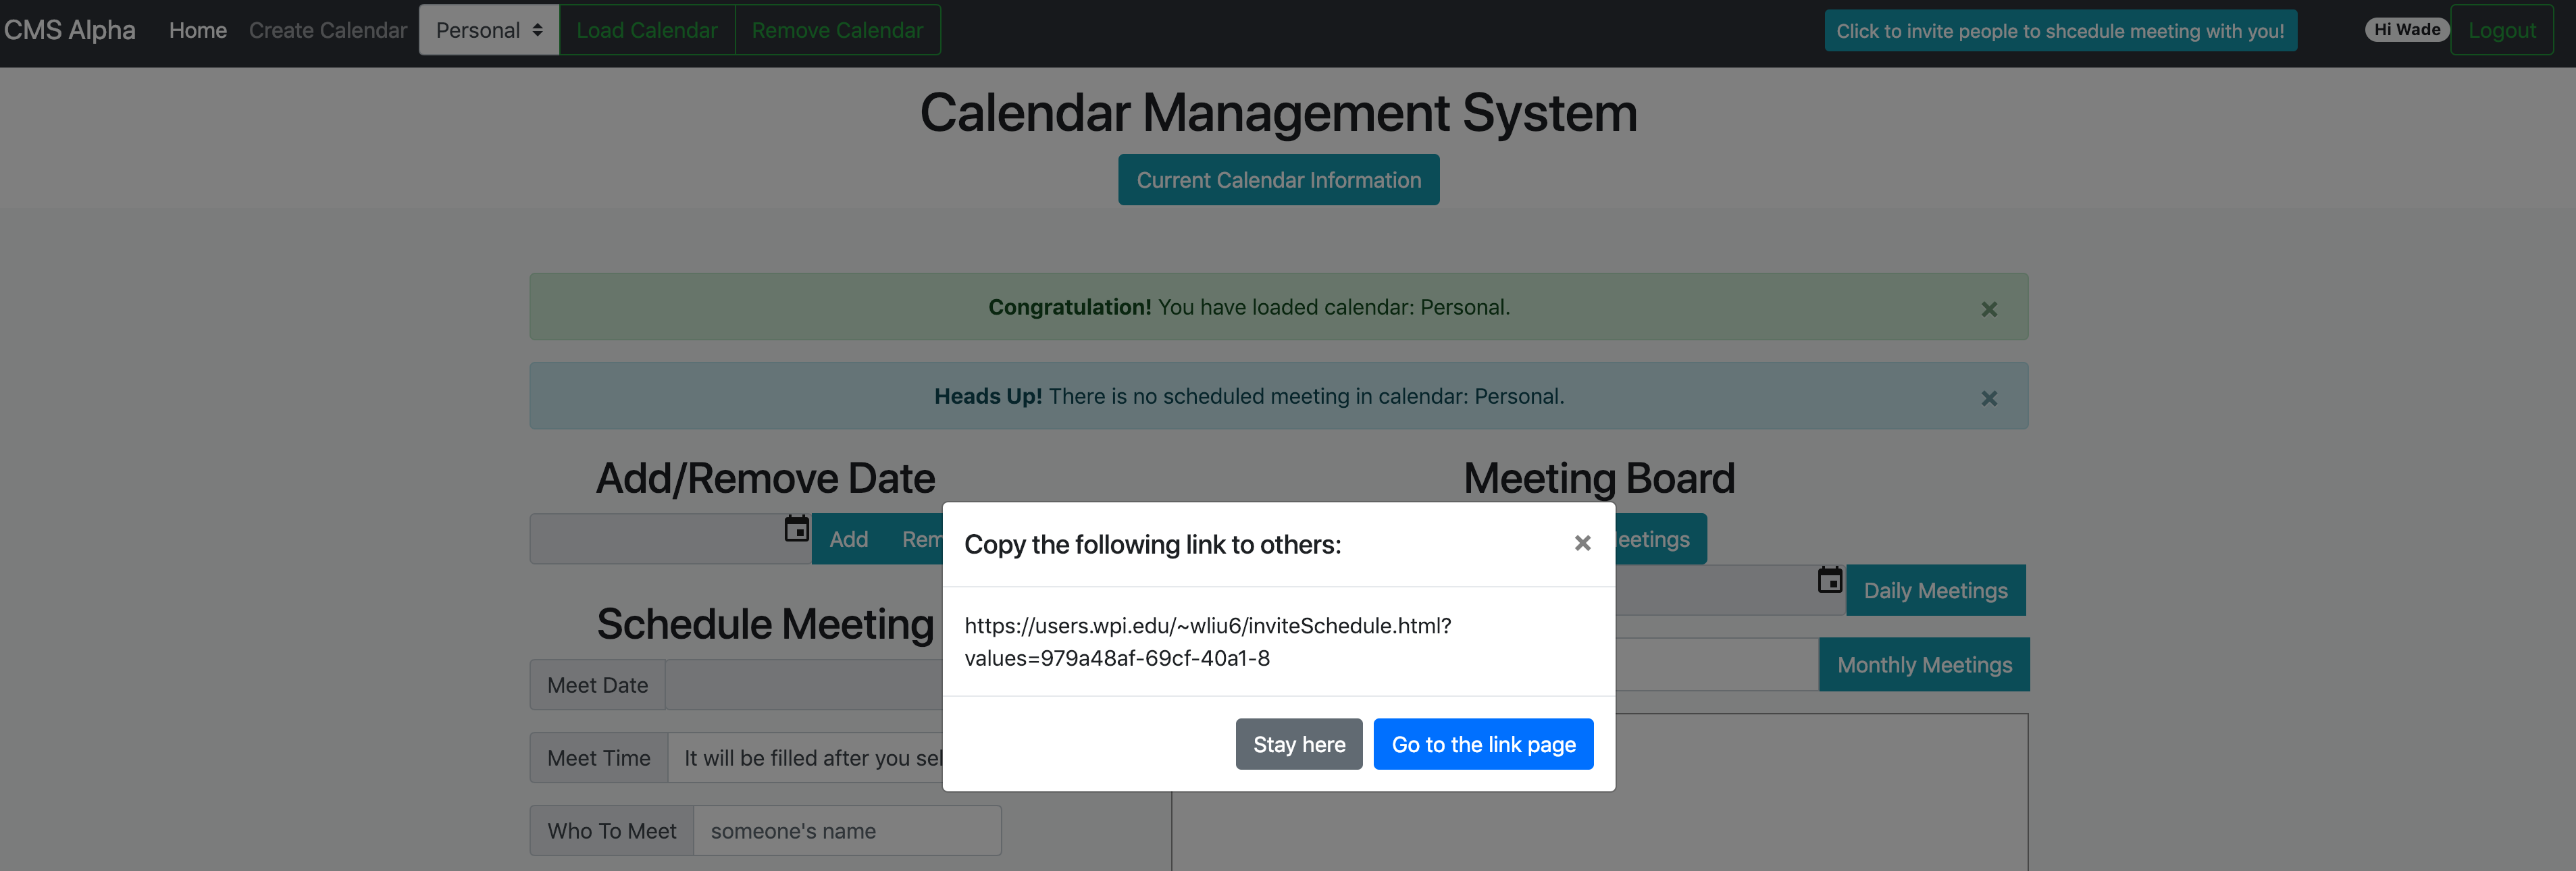 CMS Alpha Home Create Calendar Personal Load Calendar Remove Calendar Click to invite people to shcedule meeting with you! Hi Wade Logout
Calendar Management System
Current Calendar Information
Congratulation! You have loaded calendar: Personal. ×
Heads Up! There is no scheduled meeting in calendar: Personal. ×
Add/Remove Date
Add Rem
Schedule Meeting
Meet Date
Meet Time It will be filled after you sel
Who To Meet someone's name
Meeting Board
eetings
Daily Meetings
Monthly Meetings
Copy the following link to others: ×
https://users.wpi.edu/~wliu6/inviteSchedule.html?
values=979a48af-69cf-40a1-8
Stay here Go to the link page